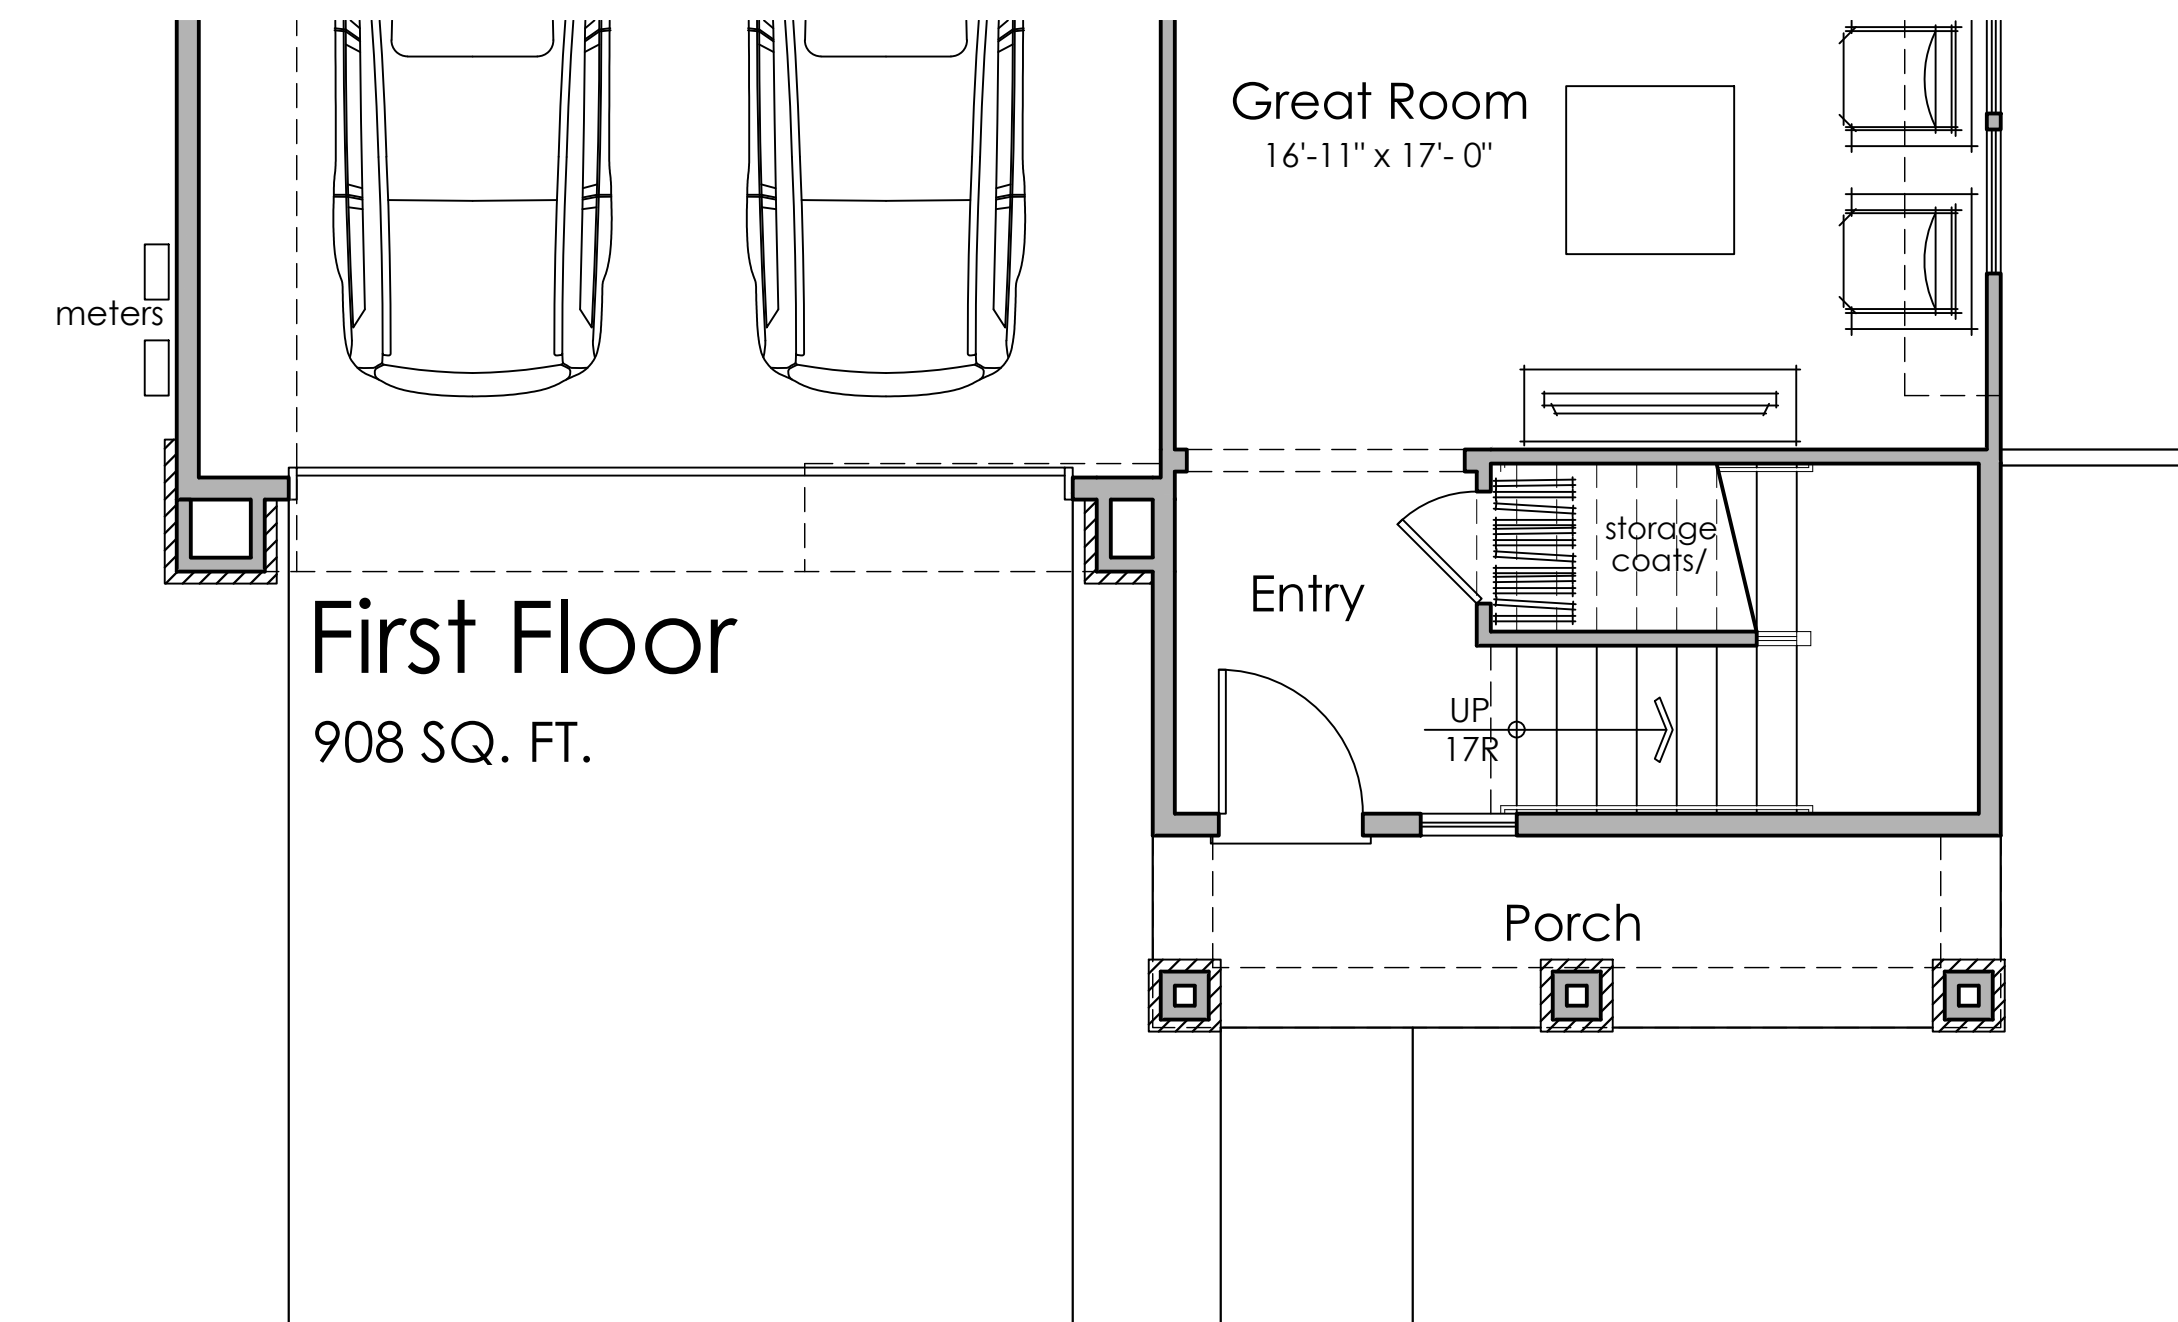 Great Room
16'-11" x 17'- 0"
meters
storage
coats/
Entry
First Floor
908 SQ. FT.
UP
17R
Porch